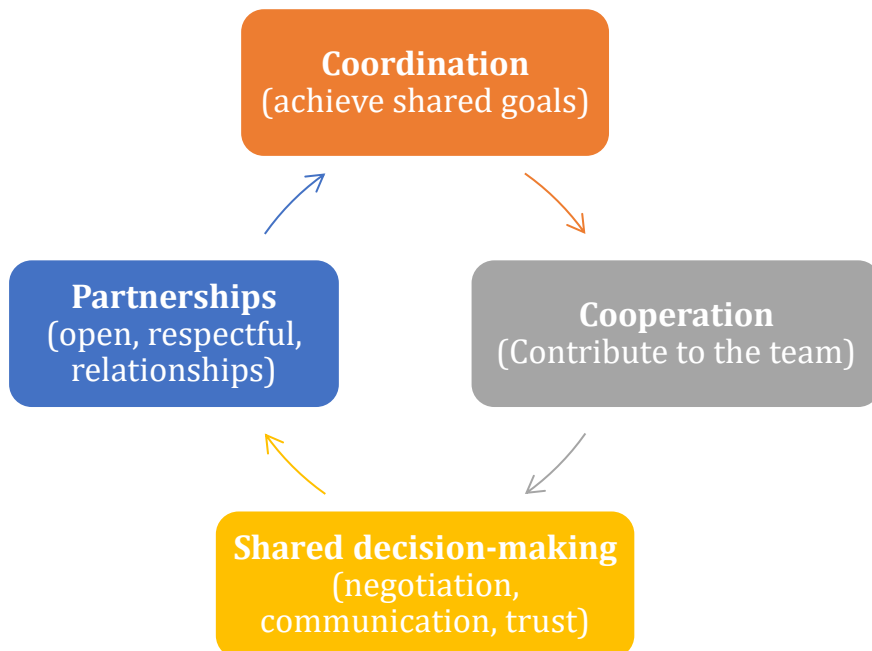 Coordination
(achieve shared goals)
Partnerships
(open, respectful,
relationships)
Cooperation
(Contribute to the team)
Shared decision-making
(negotiation,
communication, trust)